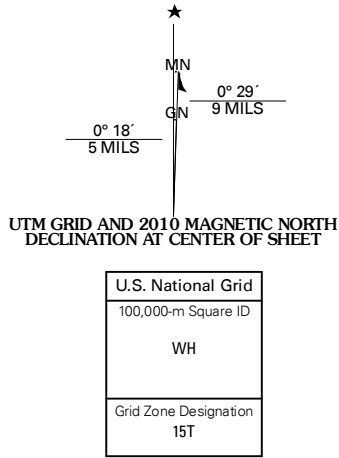 MN
0° 29´
9 MILS
GN
0° 18´
5 MILS
UTM GRID AND 2010 MAGNETIC NORTH
DECLINATION AT CENTER OF SHEET
U.S. National Grid
100,000-m Square ID
WH
Grid Zone Designation
15T